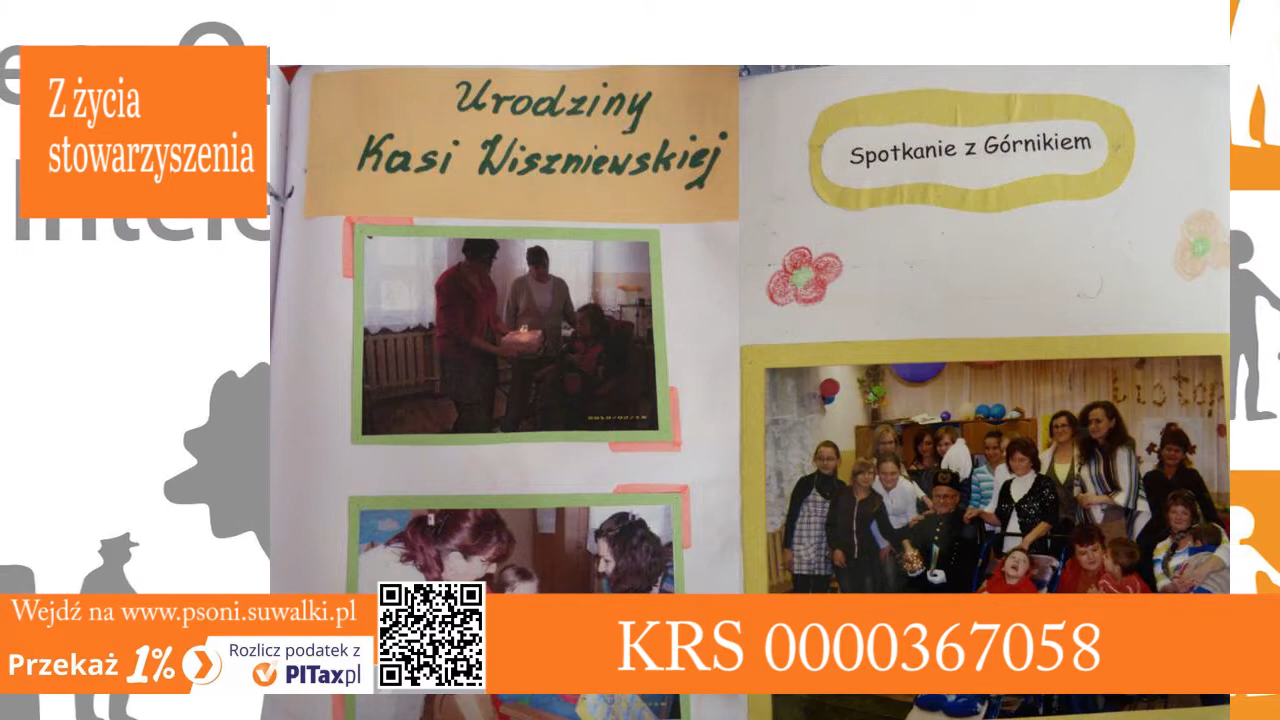 Z życia
stowarzyszenia
Urodziny
Kasi Wiszniewskiej
Spotkanie z Górnikiem
Wejdź na www.psoni.suwalki.pl
Przekaż 1%
Rozlicz podatek z
PITax.pl
KRS 0000367058